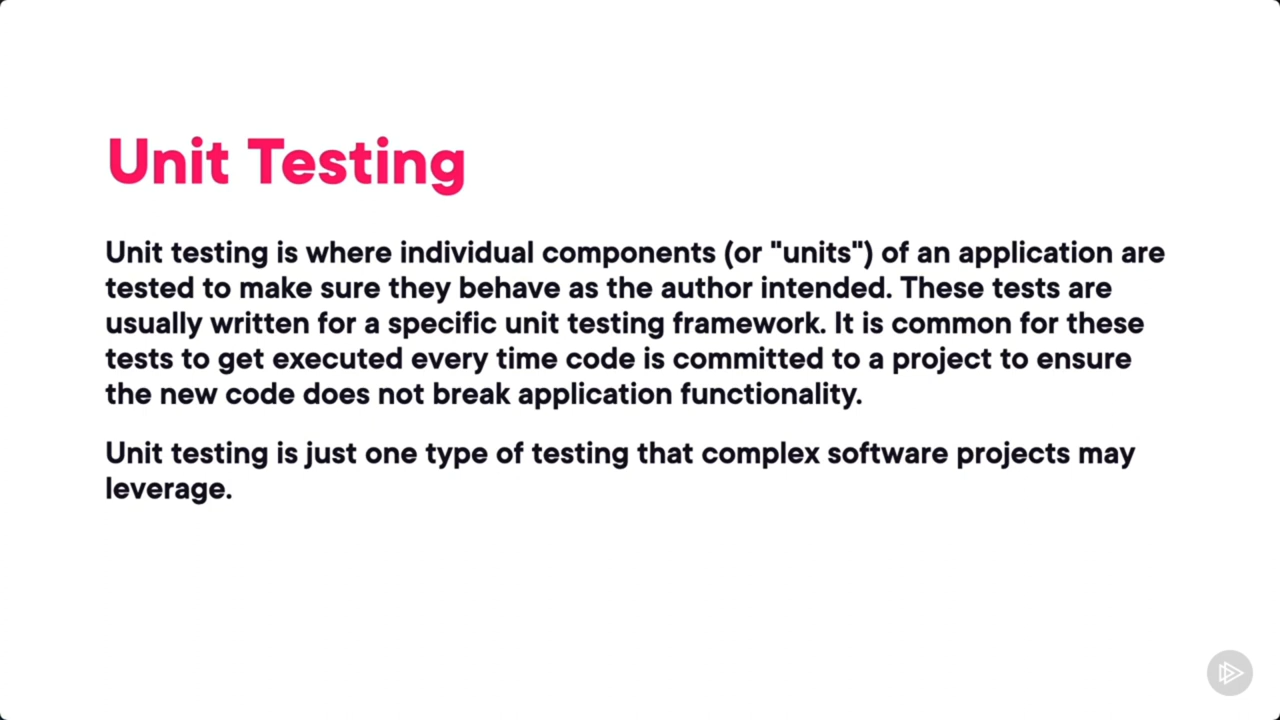 Unit Testing
Unit testing is where individual components (or "units") of an application are
tested to make sure they behave as the author intended. These tests are
usually written for a specific unit testing framework. It is common for these
tests to get executed every time code is committed to a project to ensure
the new code does not break application functionality.
Unit testing is just one type of testing that complex software projects may
leverage.